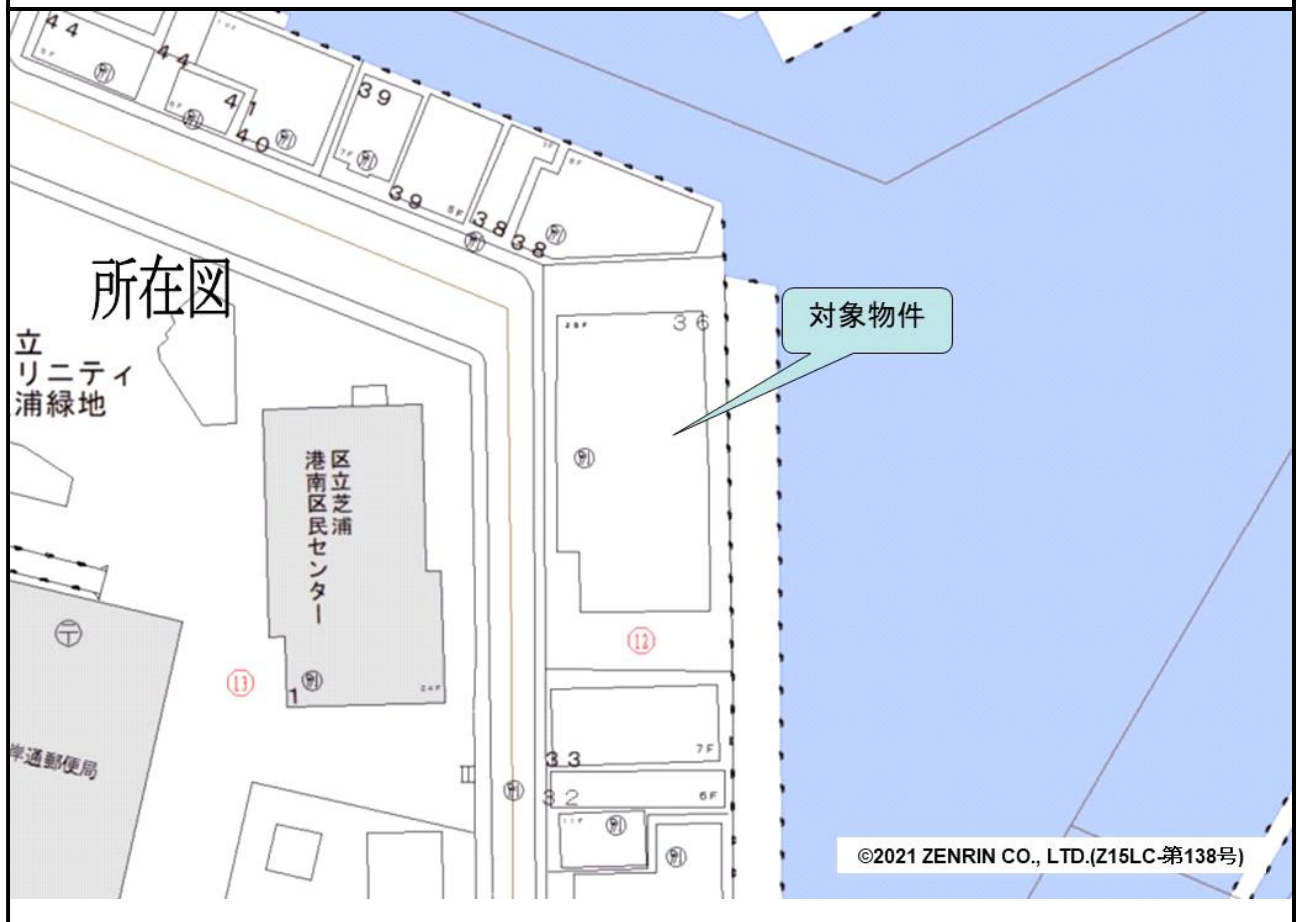 44
44
41
40
39
7F
39
5F
38
38
所在図
対象物件
36
立
リニティ
浦緑地
区立芝浦
港南区民センター
⑫
⑬
1
24F
〒
岸通郵便局
33
7F
32
6F
©2021 ZENRIN CO., LTD.(Z15LC-第138号)